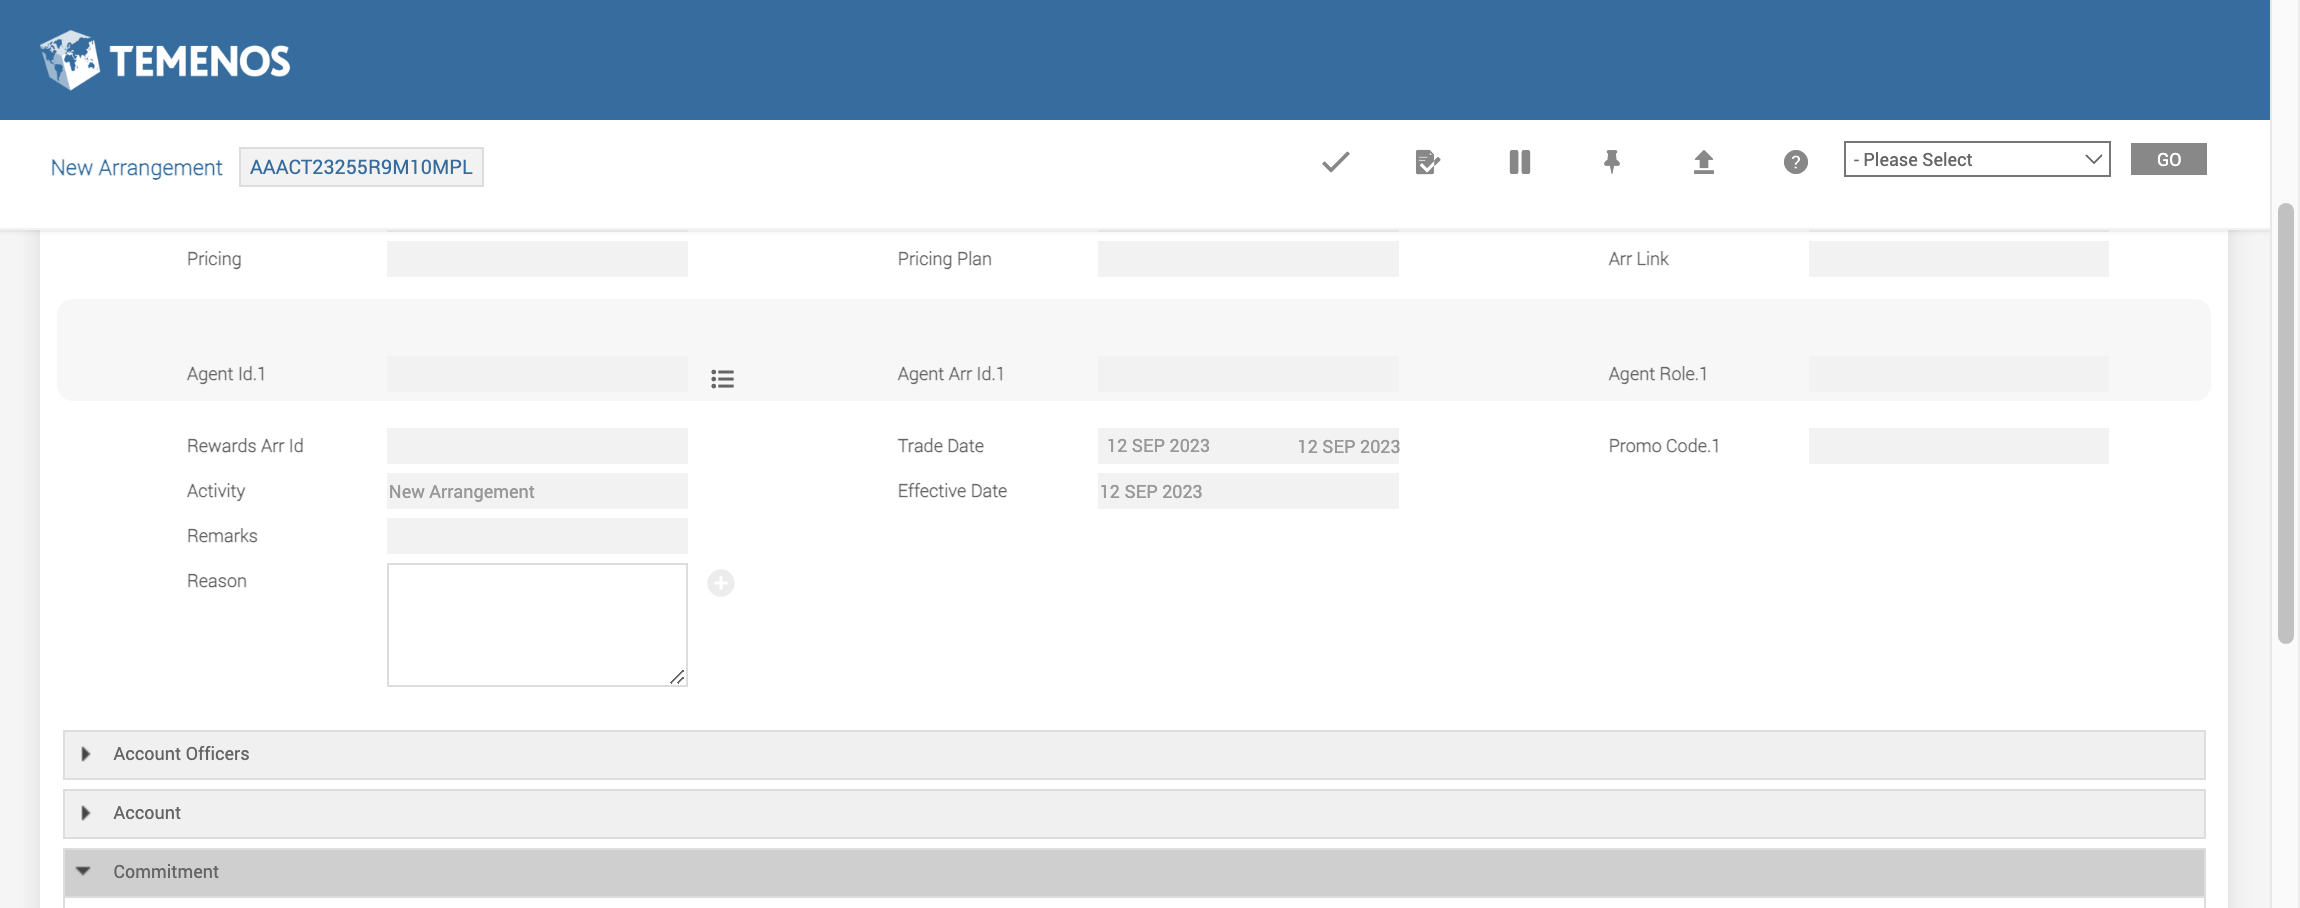 TEMENOS
New Arrangement AAACT23255R9M10MPL ? - Please Select GO
Pricing Pricing Plan Arr Link
Agent Id.1 Agent Arr Id.1 Agent Role.1
Rewards Arr Id Trade Date 12 SEP 2023 12 SEP 2023 Promo Code.1
Activity New Arrangement Effective Date 12 SEP 2023
Remarks
Reason
Account Officers
Account
Commitment